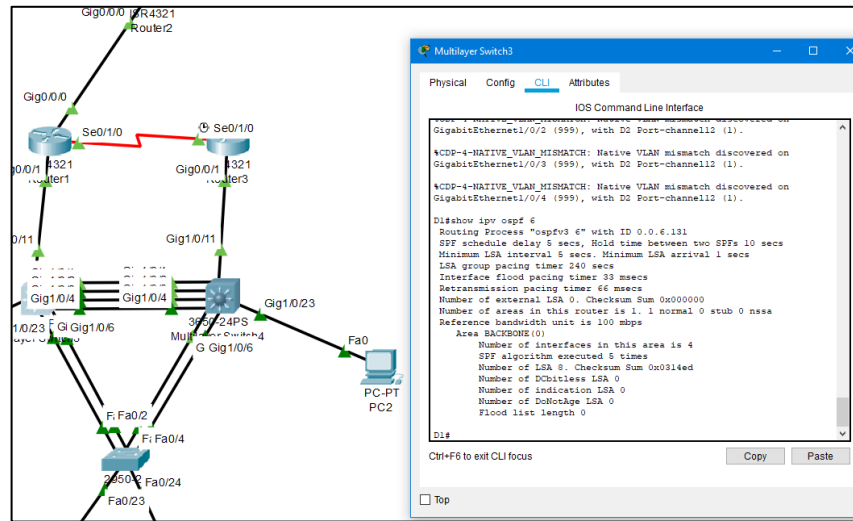 Gig0/0/0
ISR4321
Router2
Gig0/0/0
Se0/1/0
Se0/1/0
4321
Router1
Gig0/0/1
4321
Gig1/0/11
Gig1/0/4
Gig1/0/4
Gig1/0/6
3650-24PS
Gig1/0/23
G Gig1/0/6
Fa0
PC-PT
PC2
Fa0/2
Fa0/4
Fa0/24
Fa0/23
Multilayer Switch3
Physical Config CLI Attributes
IOS Command Line Interface
GigabitEthernet1/0/2 (999), with D2 Port-channel12 (1).
%CDP-4-NATIVE_VLAN_MISMATCH: Native VLAN mismatch discovered on
GigabitEthernet1/0/3 (999), with D2 Port-channel12 (1).
%CDP-4-NATIVE_VLAN_MISMATCH: Native VLAN mismatch discovered on
GigabitEthernet1/0/4 (999), with D2 Port-channel12 (1).
D1#show ipv ospf 6
Routing Process "ospfv3 6" with ID 0.0.6.131
SPF schedule delay 5 secs, Hold time between two SPFs 10 secs
Minimum LSA interval 5 secs. Minimum LSA arrival 1 secs
LSA group pacing timer 240 secs
Interface flood pacing timer 33 msecs
Retransmission pacing timer 66 msecs
Number of external LSA 0. Checksum Sum 0x000000
Number of areas in this router is 1. 1 normal 0 stub 0 nssa
Reference bandwidth unit is 100 mbps
Area BACKBONE(0)
Number of interfaces in this area is 4
SPF algorithm executed 5 times
Number of LSA 8. Checksum Sum 0x0314ed
Number of DCbitless LSA 0
Number of indication LSA 0
Number of DoNotAge LSA 0
Flood list length 0
D1#
Ctrl+F6 to exit CLI focus
Copy
Paste
Top